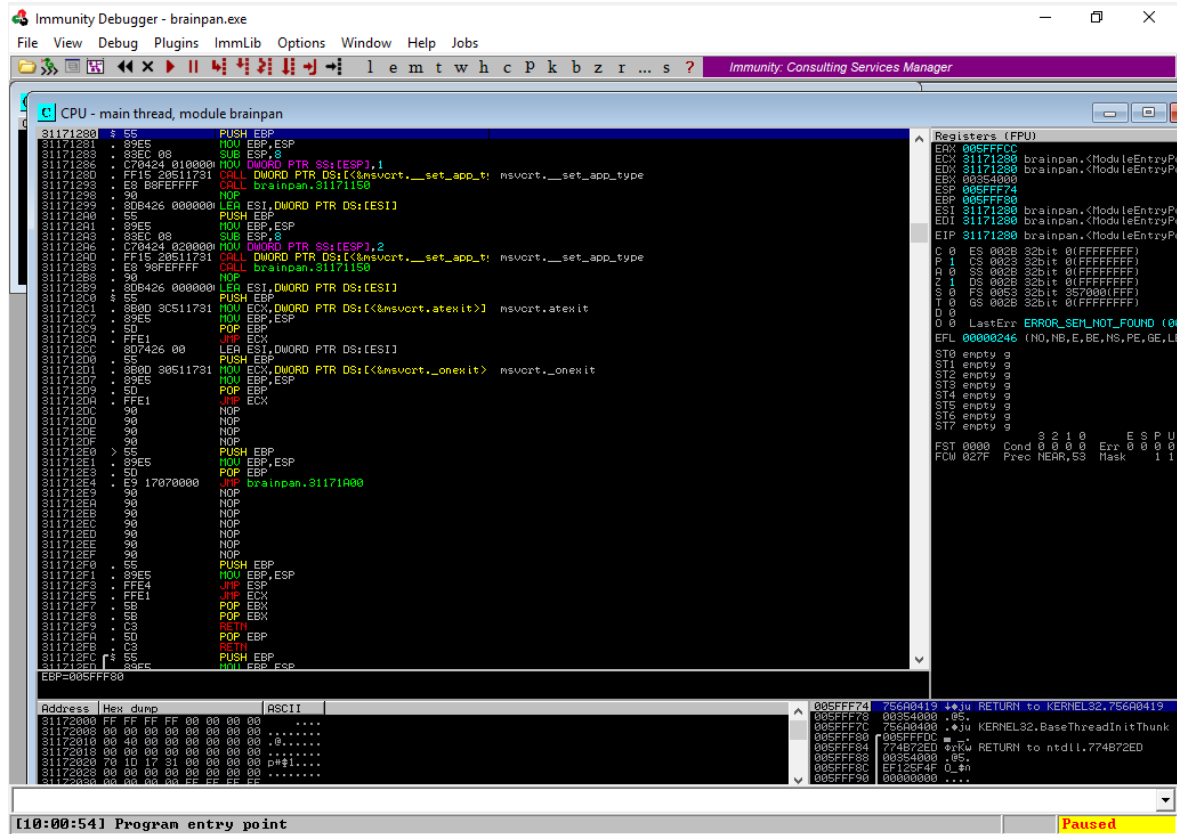 Immunity Debugger - brainpan.exe
File View Debug Plugins ImmLib Options Window Help Jobs
l e m t w h c P k b z r ... s ? Immunity: Consulting Services Manager
C CPU - main thread, module brainpan
31171280 $ 55 PUSH EBP
31171281 . 89E5 MOV EBP,ESP
31171283 . 83EC 08 SUB ESP,8
31171286 . C70424 010000 MOV DWORD PTR SS:[ESP],1
3117128D . FF15 20511731 CALL DWORD PTR DS:[<&msvcrt.__set_app_t msvcrt.__set_app_type
31171293 . E8 B8FEFFFF CALL brainpan.31171150
31171298 . 90 NOP
31171299 . 8DB426 000000 LEA ESI,DWORD PTR DS:[ESI]
311712A0 . 55 PUSH EBP
311712A1 . 89E5 MOV EBP,ESP
311712A3 . 83EC 08 SUB ESP,8
311712A6 . C70424 020000 MOV DWORD PTR SS:[ESP],2
311712AD . FF15 20511731 CALL DWORD PTR DS:[<&msvcrt.__set_app_t msvcrt.__set_app_type
311712B3 . E8 98FEFFFF CALL brainpan.31171150
311712B8 . 90 NOP
311712B9 . 8DB426 000000 LEA ESI,DWORD PTR DS:[ESI]
311712C0 $ 55 PUSH EBP
311712C1 . 8B0D 3C511731 MOV ECX,DWORD PTR DS:[<&msvcrt.atexit>] msvcrt.atexit
311712C7 . 89E5 MOV EBP,ESP
311712C9 . 5D POP EBP
311712CA . FFE1 JMP ECX
311712CC 8D7426 00 LEA ESI,DWORD PTR DS:[ESI]
311712D0 . 55 PUSH EBP
311712D1 . 8B0D 30511731 MOV ECX,DWORD PTR DS:[<&msvcrt._onexit> msvcrt._onexit
311712D7 . 89E5 MOV EBP,ESP
311712D9 . 5D POP EBP
311712DA . FFE1 JMP ECX
311712DC 90 NOP
311712DD 90 NOP
311712DE 90 NOP
311712DF 90 NOP
311712E0 > 55 PUSH EBP
311712E1 . 89E5 MOV EBP,ESP
311712E3 . 5D POP EBP
311712E4 . E9 17070000 JMP brainpan.31171A00
311712E9 90 NOP
311712EA 90 NOP
311712EB 90 NOP
311712EC 90 NOP
311712ED 90 NOP
311712EE 90 NOP
311712EF 90 NOP
311712F0 . 55 PUSH EBP
311712F1 . 89E5 MOV EBP,ESP
311712F3 . FFE4 JMP ESP
311712F5 . FFE1 JMP ECX
311712F7 . 5B POP EBX
311712F8 . 5B POP EBX
311712F9 . C3 RETN
311712FA . 5D POP EBP
311712FB . C3 RETN
311712FC $ 55 PUSH EBP
311712FD . 89E5 MOV EBP,ESP
EBP=005FFF80
Registers (FPU)
EAX 005FFFCC
ECX 31171280 brainpan.<ModuleEntryPo
EDX 31171280 brainpan.<ModuleEntryPo
EBX 00354000
ESP 005FFF74
EBP 005FFF80
ESI 31171280 brainpan.<ModuleEntryPo
EDI 31171280 brainpan.<ModuleEntryPo
EIP 31171280 brainpan.<ModuleEntryPo
C 0 ES 002B 32bit 0(FFFFFFFF)
P 1 CS 0023 32bit 0(FFFFFFFF)
A 0 SS 002B 32bit 0(FFFFFFFF)
Z 1 DS 002B 32bit 0(FFFFFFFF)
S 0 FS 0053 32bit 357000(FFF)
T 0 GS 002B 32bit 0(FFFFFFFF)
D 0
O 0 LastErr ERROR_SEM_NOT_FOUND (00
EFL 00000246 (NO,NB,E,BE,NS,PE,GE,LE
ST0 empty g
ST1 empty g
ST2 empty g
ST3 empty g
ST4 empty g
ST5 empty g
ST6 empty g
ST7 empty g
3 2 1 0 E S P U
FST 0000 Cond 0 0 0 0 Err 0 0 0 0
FCW 027F Prec NEAR,53 Mask 1 1
Address Hex dump ASCII
31172000 FF FF FF FF 00 00 00 00 ....
31172008 00 00 00 00 00 00 00 00 ........
31172010 00 40 00 00 00 00 00 00 .@......
31172018 00 00 00 00 00 00 00 00 ........
31172020 70 1D 17 31 00 00 00 00
31172028 00 00 00 00 00 00 00 00 ........
31172030 00 00 00 00 FF FF FF FF
005FFF74 756A0419 RETURN to KERNEL32.756A0419
005FFF78 00354000 .@5.
005FFF7C 756A0400 KERNEL32.BaseThreadInitThunk
005FFF80 005FFFDC
005FFF84 774B72ED RETURN to ntdll.774B72ED
005FFF88 00354000 .@5.
005FFF8C EF125F4F
005FFF90 00000000 ....
[10:00:54] Program entry point
Paused